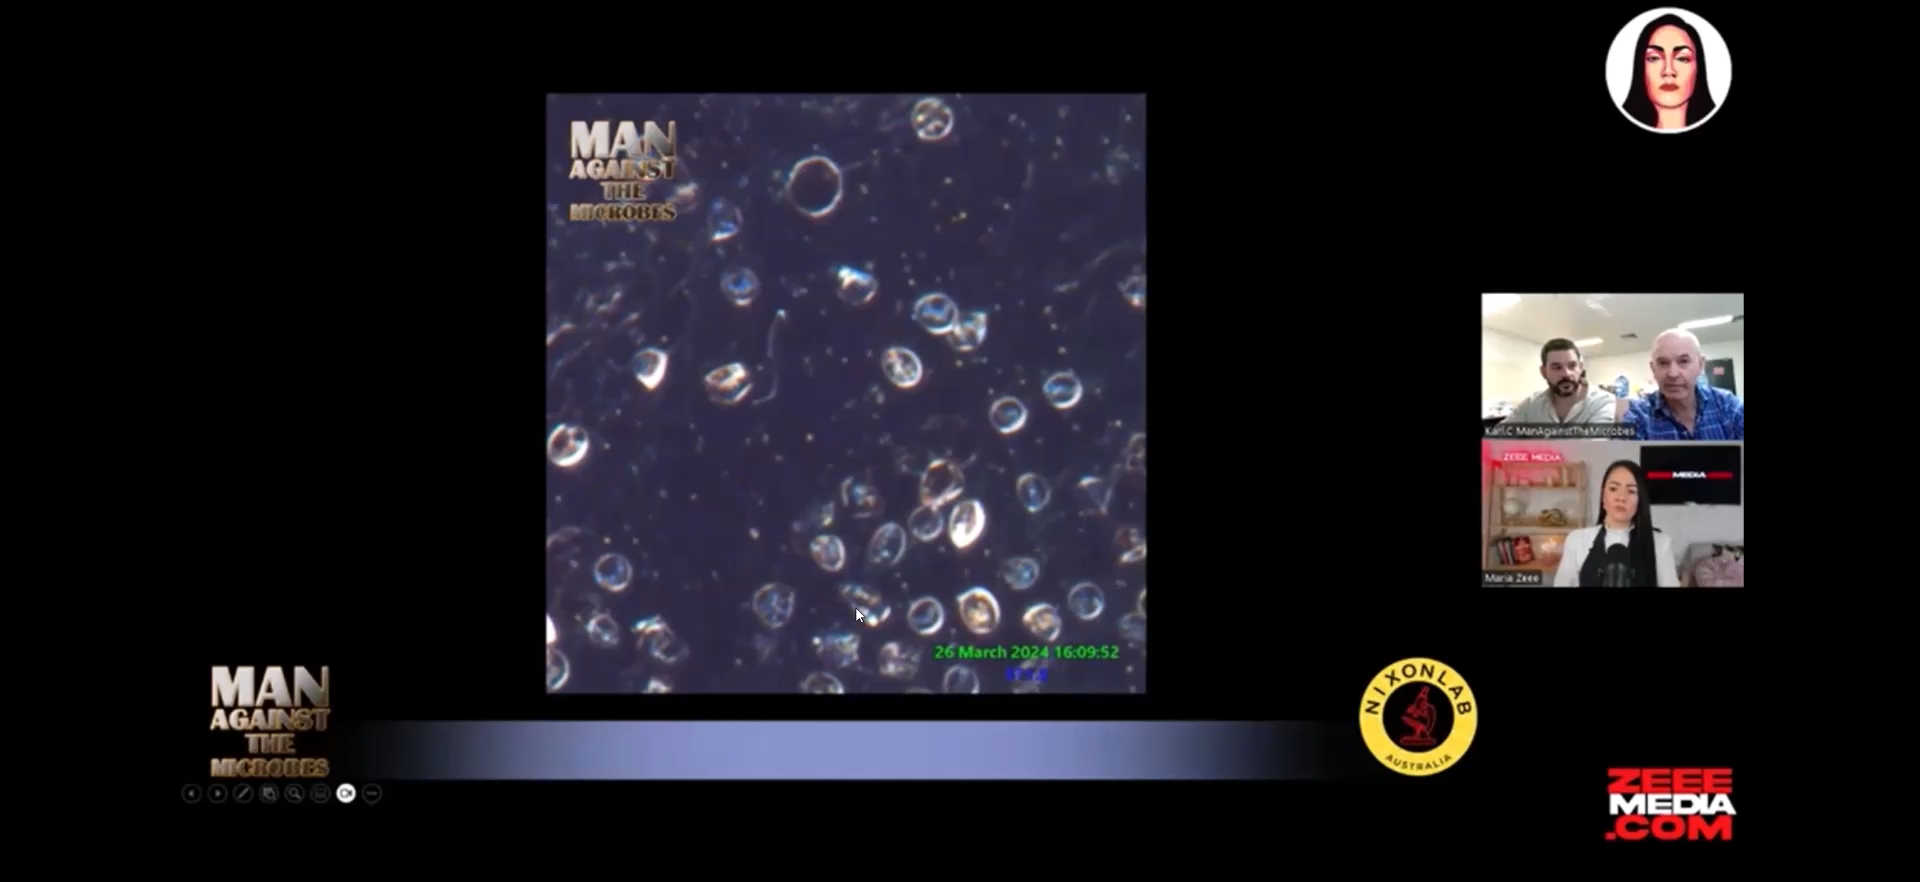 MAN
AGAINST
THE
MICROBES
26 March 2024 16:09:52
Karl.C ManAgainstTheMicrobes
ZEEE MEDIA
MEDIA
Maria Zeee
MAN
AGAINST
THE
MICROBES
NIXONLAB
AUSTRALIA
ZEEE
MEDIA
.COM